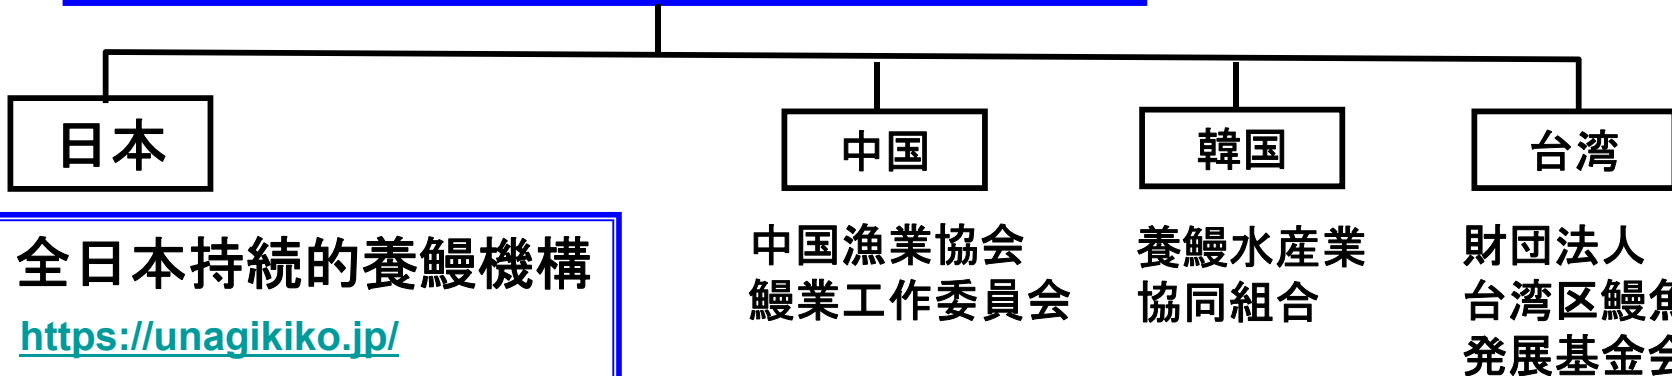 日本
中国
韓国
台湾
全日本持続的養鰻機構
https://unagikiko.jp/
中国漁業協会
鰻業工作委員会
養鰻水産業
協同組合
財団法人
台湾区鰻魚
発展基金会